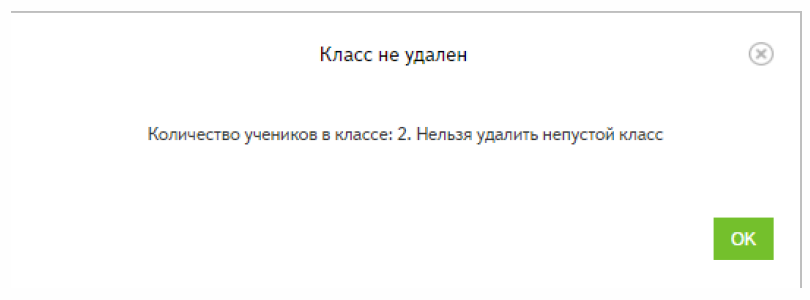 Класс не удален
Количество учеников в классе: 2. Нельзя удалить непустой класс
OK